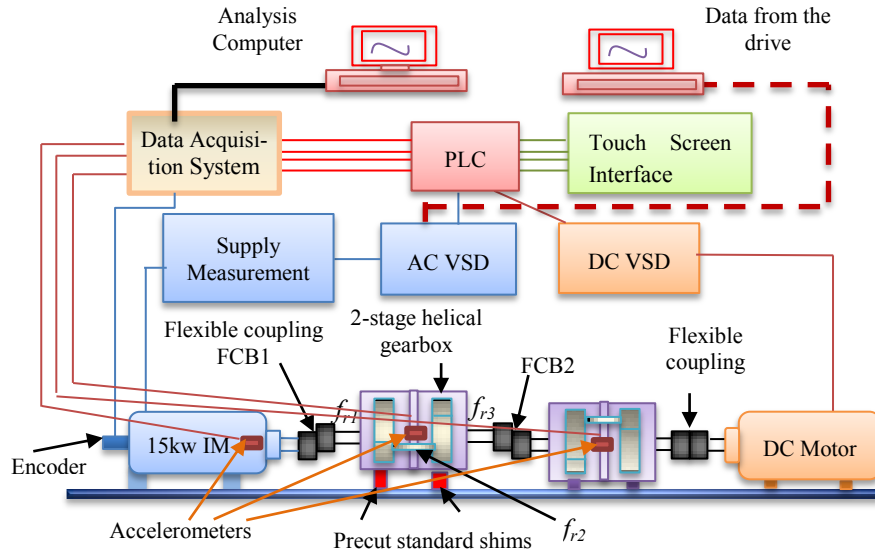 Analysis
Computer
Data from the
drive
Data Acquisi-
tion System
PLC
Touch Screen
Interface
Supply
Measurement
AC VSD
DC VSD
Flexible coupling
FCB1
2-stage helical
gearbox
FCB2
Flexible
coupling
fr1
fr3
15kw IM
DC Motor
Encoder
Accelerometers
Precut standard shims
fr2